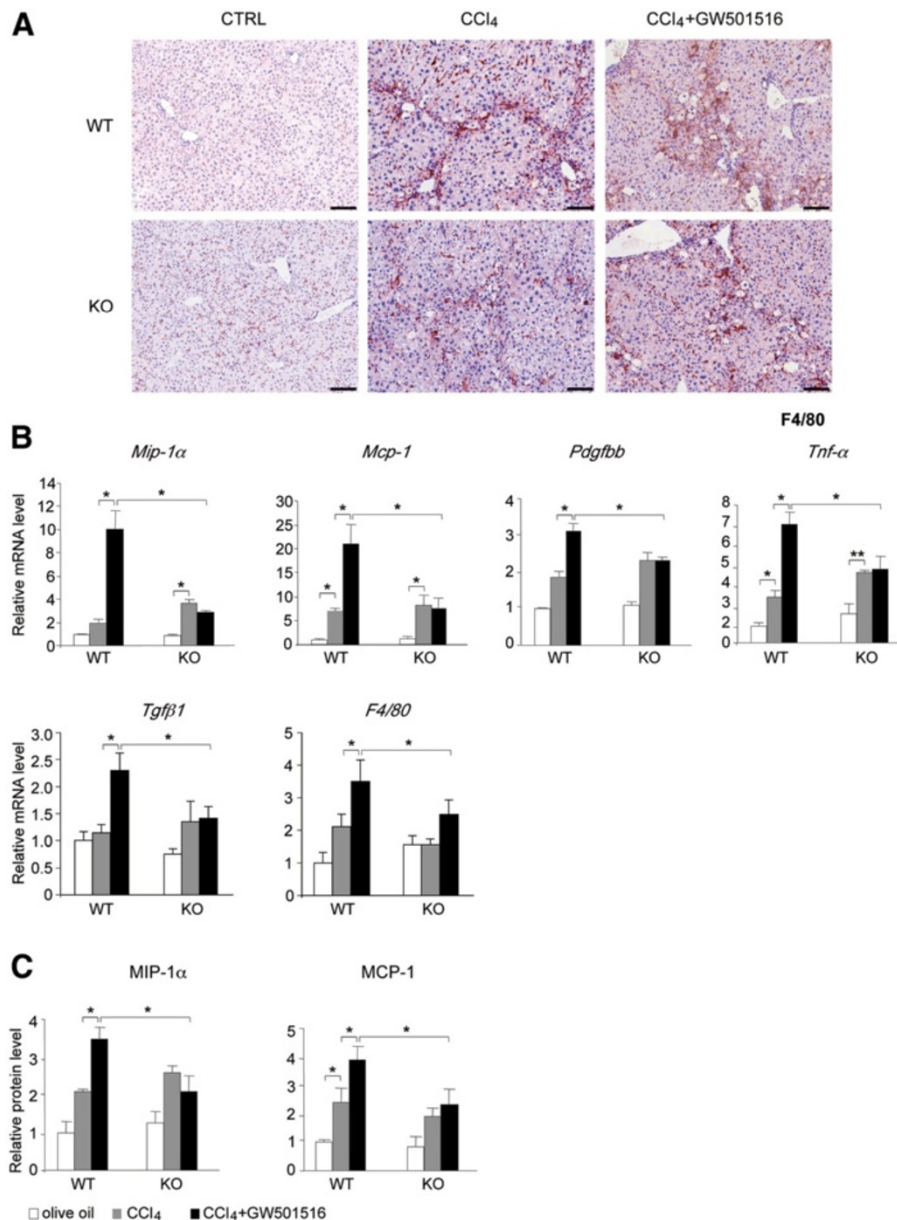 A
CTRL CCl₄ CCl₄+GW501516
WT
KO
F4/80
B
Mip-1α Mcp-1 Pdgfbb Tnf-α
Relative mRNA level
14
12
10
8
6
4
2
0
* *
*
WT KO
30
25
20
15
10
5
0
* *
* *
WT KO
4
3
2
1
0
* *
WT KO
8
7
6
5
4
3
2
1
0
* *
* **
WT KO
Tgfβ1 F4/80
Relative mRNA level
3.0
2.5
2.0
1.5
1.0
0.5
0
* *
WT KO
5
4
3
2
1
0
* *
WT KO
C
MIP-1α MCP-1
Relative protein level
4
3
2
1
0
* *
WT KO
5
4
3
2
1
0
* *
*
WT KO
olive oil CCl₄ CCl₄+GW501516